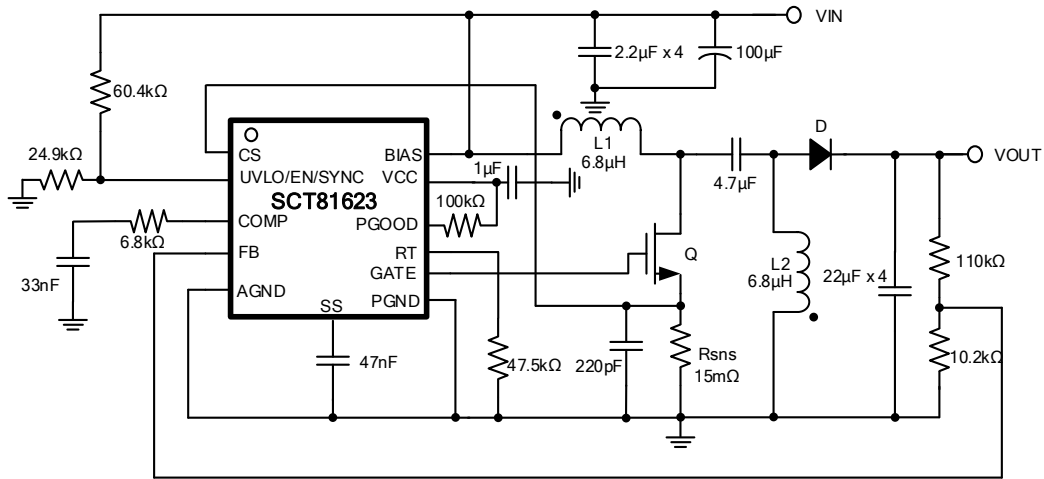 VIN
2.2µF x 4
100µF
60.4kΩ
L1
6.8µH
D
VOUT
24.9kΩ
CS
BIAS
1µF
4.7µF
UVLO/EN/SYNC
VCC
SCT81623
100kΩ
COMP
PGOOD
6.8kΩ
FB
RT
GATE
Q
L2
6.8µH
22µF x 4
110kΩ
33nF
AGND
SS
PGND
47nF
47.5kΩ
220pF
Rsns
15mΩ
10.2kΩ